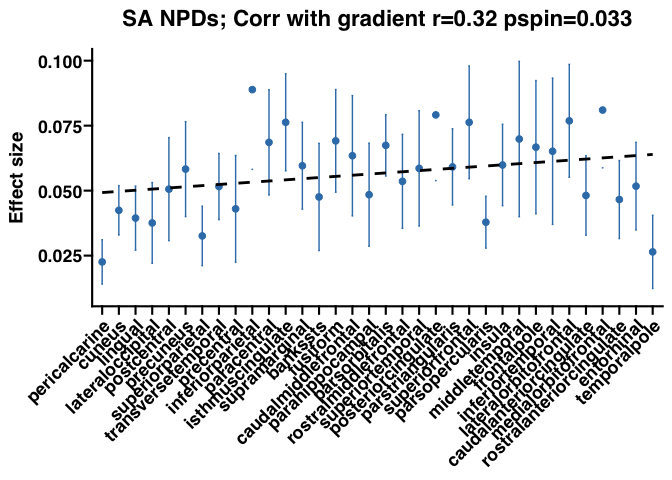 SA NPDs; Corr with gradient r=0.32 pspin=0.033
Effect size
0.100
0.075
0.050
0.025
pericalcarine
cuneus
lingual
lateraloccipital
postcentral
precuneus
superiorparietal
transversetemporal
precentral
inferiorparietal
paracentral
isthmuscingulate
supramarginal
bankssts
fusiform
caudalmiddlefrontal
parahippocampal
parsorbitalis
rostralmiddlefrontal
superiortemporal
posteriorcingulate
parstriangularis
superiorfrontal
parsopercularis
insula
middletemporal
frontalpole
inferiortemporal
lateralorbitofrontal
caudalanteriorcingulate
medialorbitofrontal
rostralanteriorcingulate
entorhinal
temporalpole